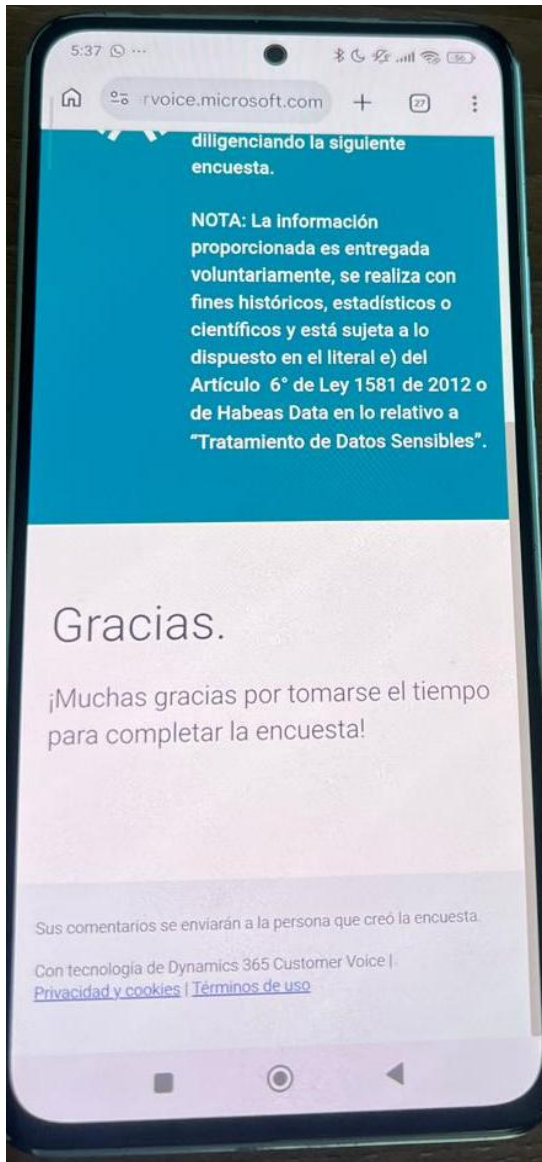 5:37
rvoice.microsoft.com
27
56
diligenciando la siguiente
encuesta.
NOTA: La información
proporcionada es entregada
voluntariamente, se realiza con
fines históricos, estadísticos o
científicos y está sujeta a lo
dispuesto en el literal e) del
Artículo 6° de Ley 1581 de 2012 o
de Habeas Data en lo relativo a
“Tratamiento de Datos Sensibles”.
Gracias.
¡Muchas gracias por tomarse el tiempo
para completar la encuesta!
Sus comentarios se enviarán a la persona que creó la encuesta.
Con tecnología de Dynamics 365 Customer Voice |
Privacidad y cookies | Términos de uso